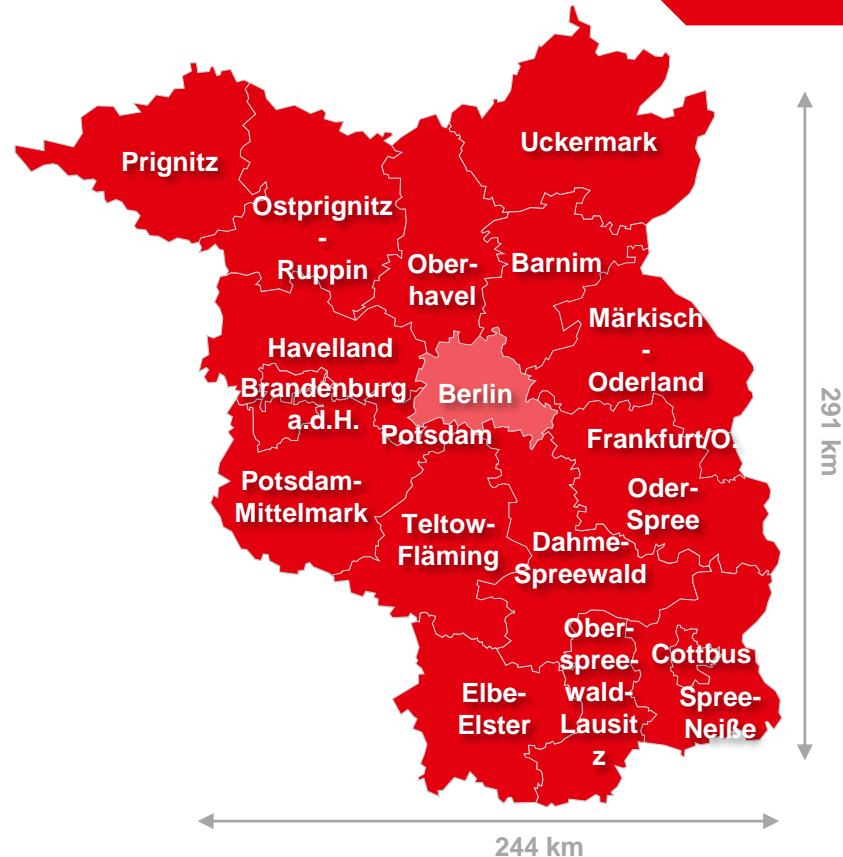 Uckermark
Prignitz
Ostprignitz
-
Ruppin
Ober-
havel
Barnim
Märkisch
-
Oderland
Havelland
Brandenburg
a.d.H.
Berlin
Potsdam
Frankfurt/O.
Potsdam-
Mittelmark
Oder-
Spree
Teltow-
Fläming
Dahme-
Spreewald
Ober-
spree-
wald-
Lausit
z
Cottbus
Spree-
Neiße
Elbe-
Elster
291 km
244 km